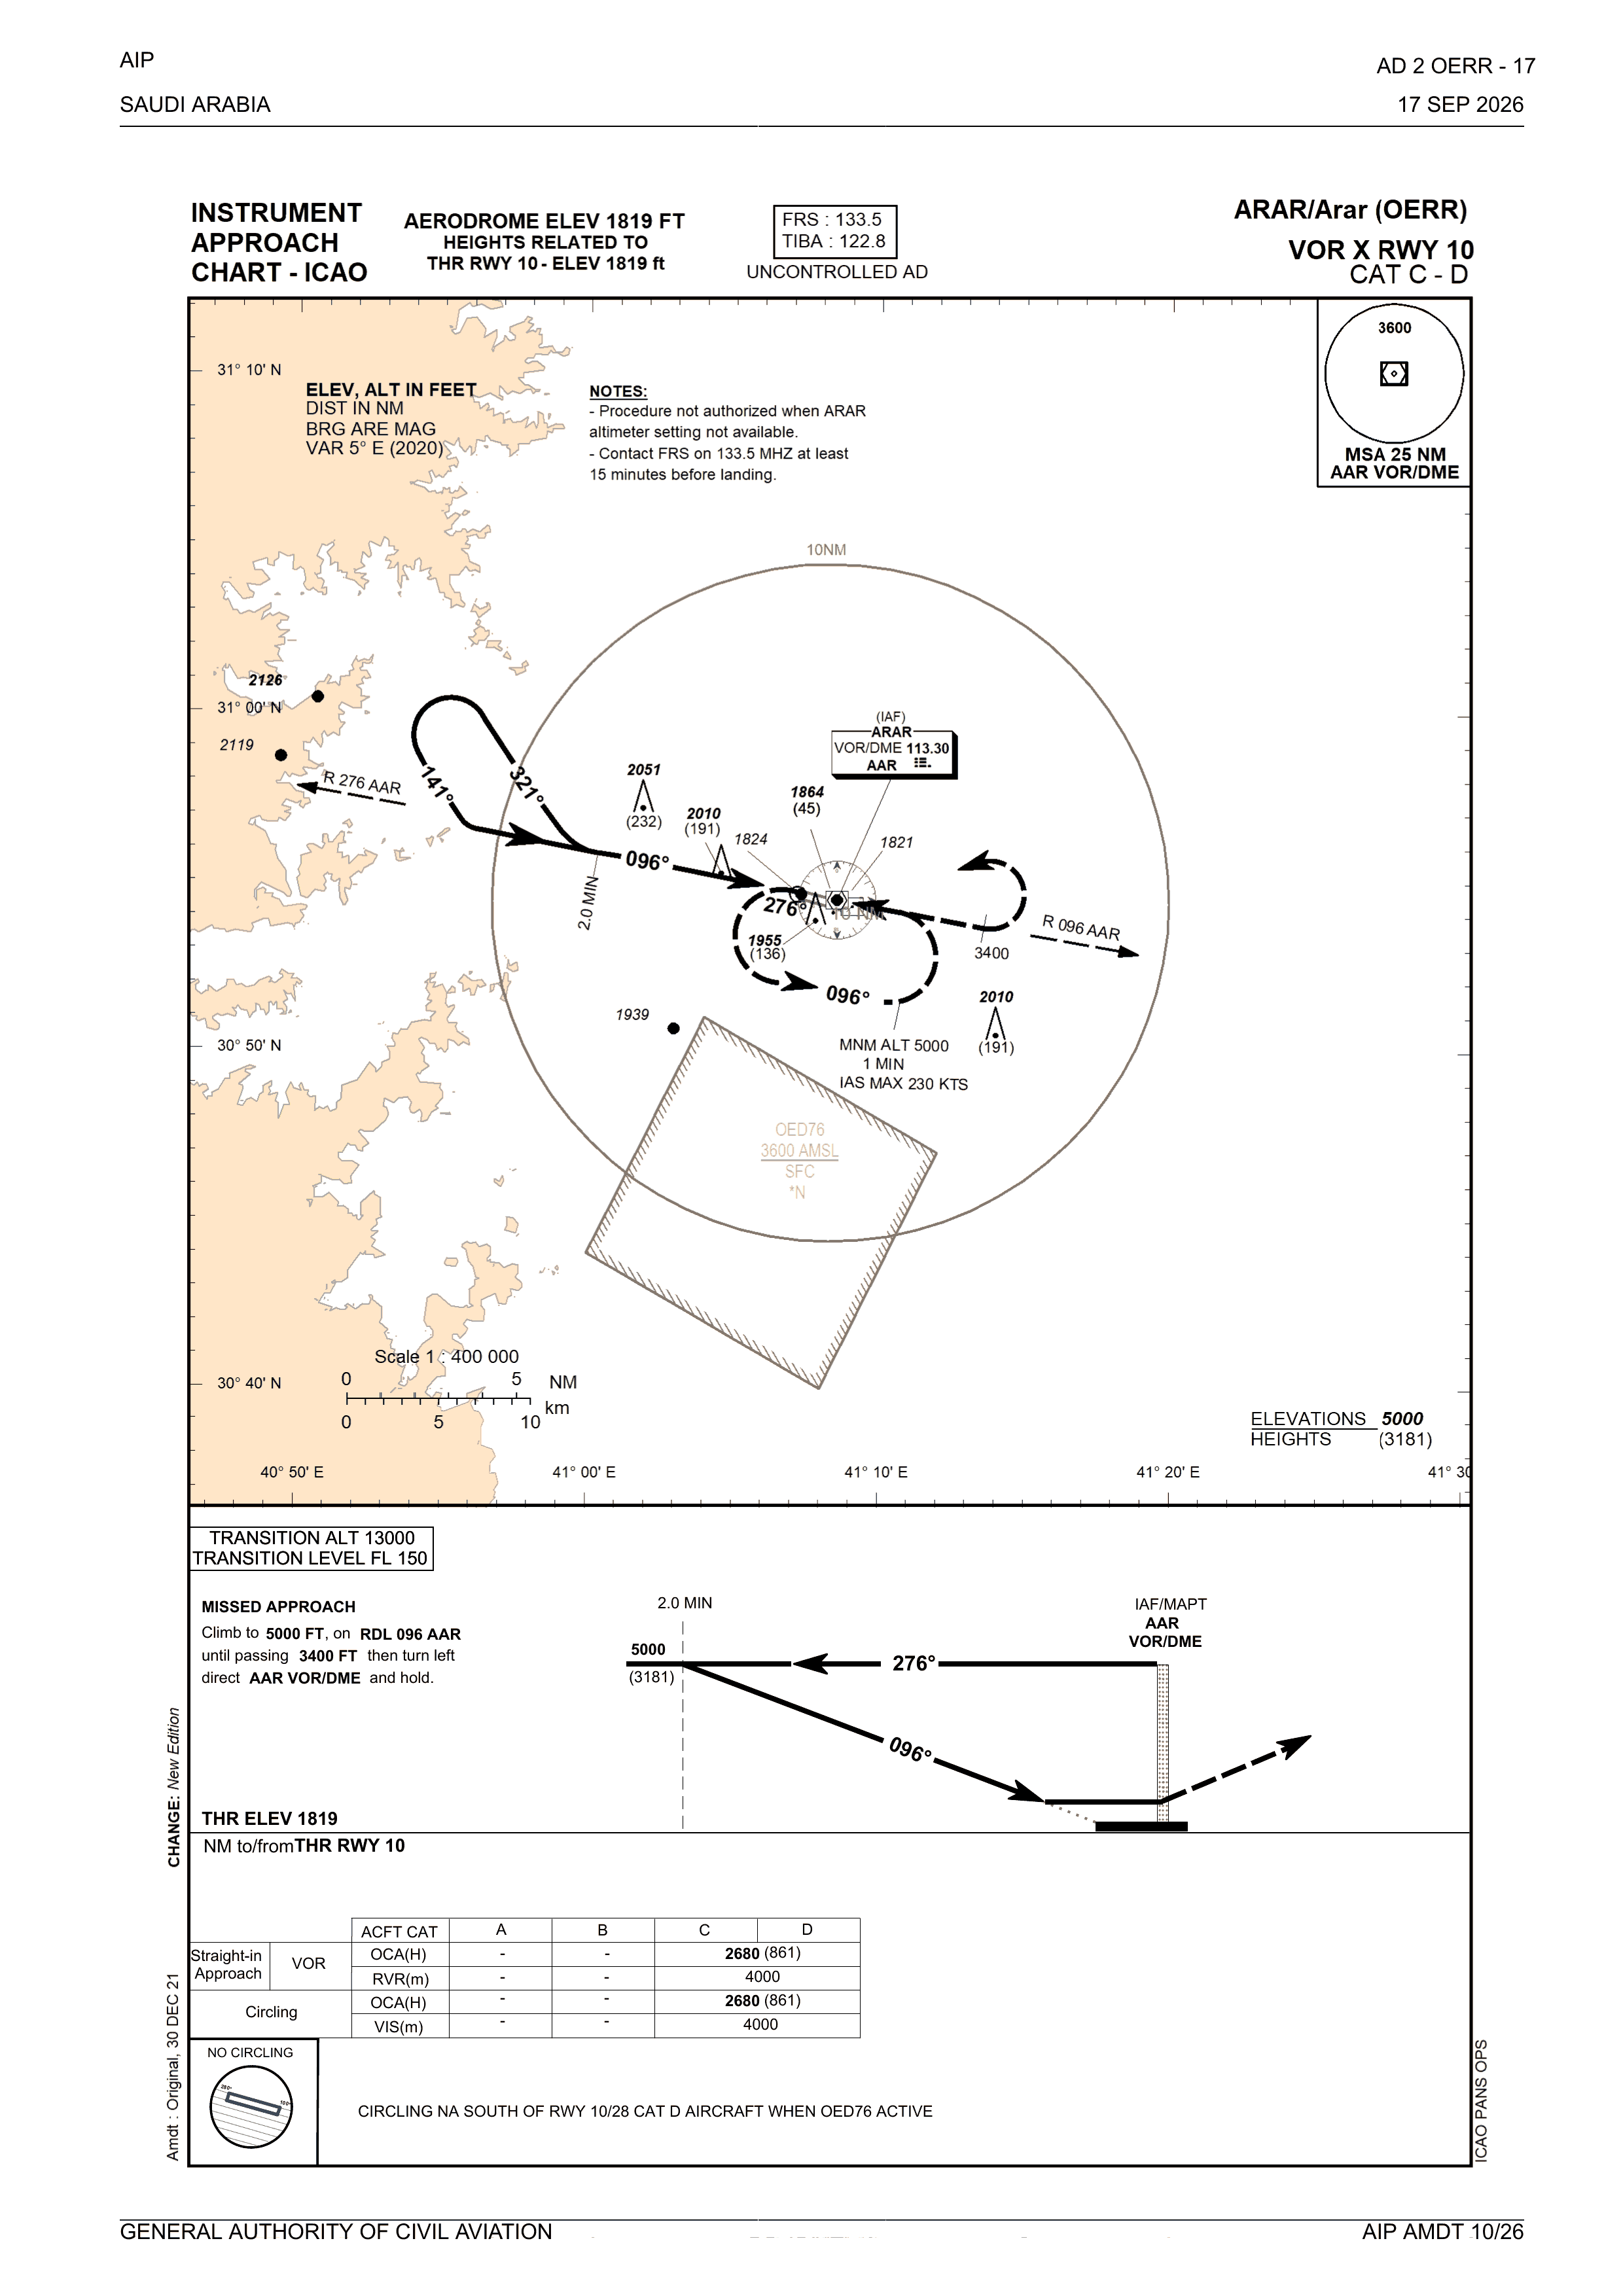 AIP
AD 2 OERR - 17
SAUDI ARABIA
17 SEP 2026
INSTRUMENT
APPROACH
CHART - ICAO
AERODROME ELEV 1819 FT
HEIGHTS RELATED TO
THR RWY 10 - ELEV 1819 ft
FRS : 133.5
TIBA : 122.8
UNCONTROLLED AD
ARAR/Arar (OERR)
VOR X RWY 10
CAT C - D
3600
MSA 25 NM
AAR VOR/DME
31° 10' N
ELEV, ALT IN FEET
DIST IN NM
BRG ARE MAG
VAR 5° E (2020)
NOTES:
- Procedure not authorized when ARAR
altimeter setting not available.
- Contact FRS on 133.5 MHZ at least
15 minutes before landing.
10NM
2126
31° 00' N
2119
R 276 AAR
141°
321°
2051
(232)
2010
(191)
1824
1864
(45)
(IAF)
ARAR
VOR/DME 113.30
AAR
1821
096°
2.0 MIN
276°
10 NM
1955
(136)
096°
R 096 AAR
3400
2010
(191)
1939
30° 50' N
MNM ALT 5000
1 MIN
IAS MAX 230 KTS
OED76
3600 AMSL
SFC
*N
Scale 1 : 400 000
0 5 NM
0 5 10 km
30° 40' N
ELEVATIONS 5000
HEIGHTS (3181)
40° 50' E
41° 00' E
41° 10' E
41° 20' E
41° 30
TRANSITION ALT 13000
TRANSITION LEVEL FL 150
MISSED APPROACH
Climb to 5000 FT, on RDL 096 AAR
until passing 3400 FT then turn left
direct AAR VOR/DME and hold.
2.0 MIN
5000
(3181)
276°
096°
IAF/MAPT
AAR
VOR/DME
THR ELEV 1819
NM to/from THR RWY 10
ACFT CAT A B C D
Straight-in
Approach
VOR
OCA(H) - - 2680 (861)
RVR(m) - - 4000
Circling
OCA(H) - - 2680 (861)
VIS(m) - - 4000
NO CIRCLING
280°
100°
CIRCLING NA SOUTH OF RWY 10/28 CAT D AIRCRAFT WHEN OED76 ACTIVE
CHANGE: New Edition
Amdt : Original, 30 DEC 21
ICAO PANS OPS
GENERAL AUTHORITY OF CIVIL AVIATION
AIP AMDT 10/26